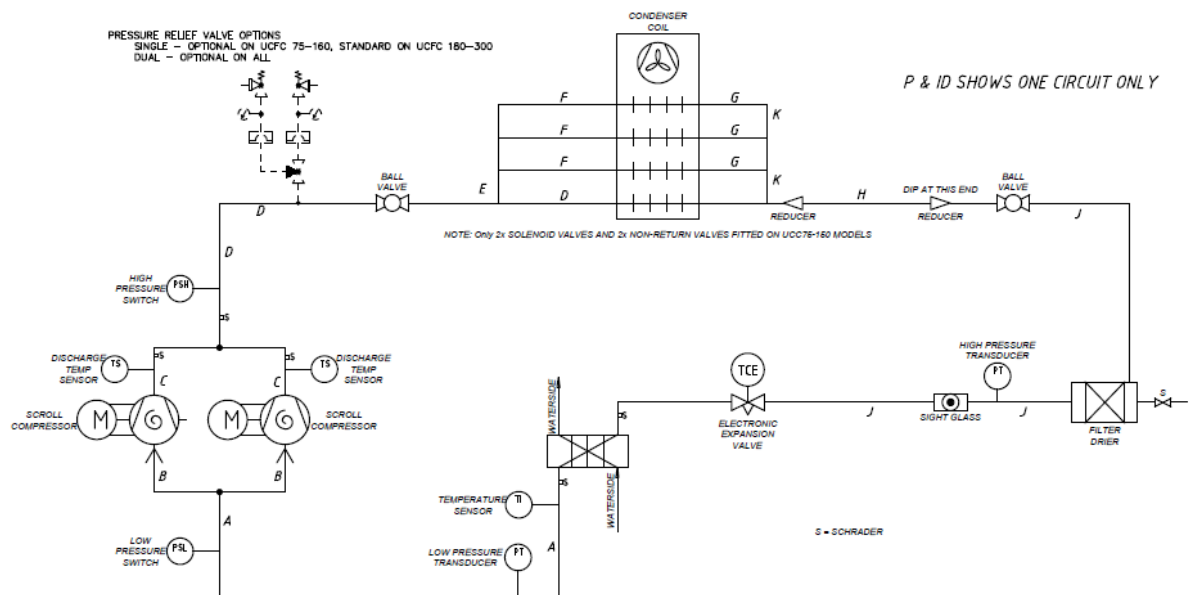 PRESSURE RELIEF VALVE OPTIONS
SINGLE - OPTIONAL ON UCFC 75-160, STANDARD ON UCFC 180-300
DUAL - OPTIONAL ON ALL
CONDENSER
COIL
P & ID SHOWS ONE CIRCUIT ONLY
F
G
K
F
G
F
G
K
BALL
VALVE
E
D
D
H
DIP AT THIS END
BALL
VALVE
REDUCER
REDUCER
J
NOTE: Only 2x SOLENOID VALVES AND 2x NON-RETURN VALVES FITTED ON UCC75-150 MODELS
D
HIGH
PRESSURE
SWITCH
PSH
S
S
S
DISCHARGE
TEMP
SENSOR
TS
TS
DISCHARGE
TEMP
SENSOR
C
C
SCROLL
COMPRESSOR
M
M
SCROLL
COMPRESSOR
B
B
A
LOW
PRESSURE
SWITCH
PSL
HIGH PRESSURE
TRANSDUCER
PT
TCE
S
WATERSIDE
J
J
ELECTRONIC
EXPANSION
VALVE
SIGHT GLASS
FILTER
DRIER
S
S
TEMPERATURE
SENSOR
TI
WATERSIDE
A
LOW PRESSURE
TRANSDUCER
PT
S = SCHRADER